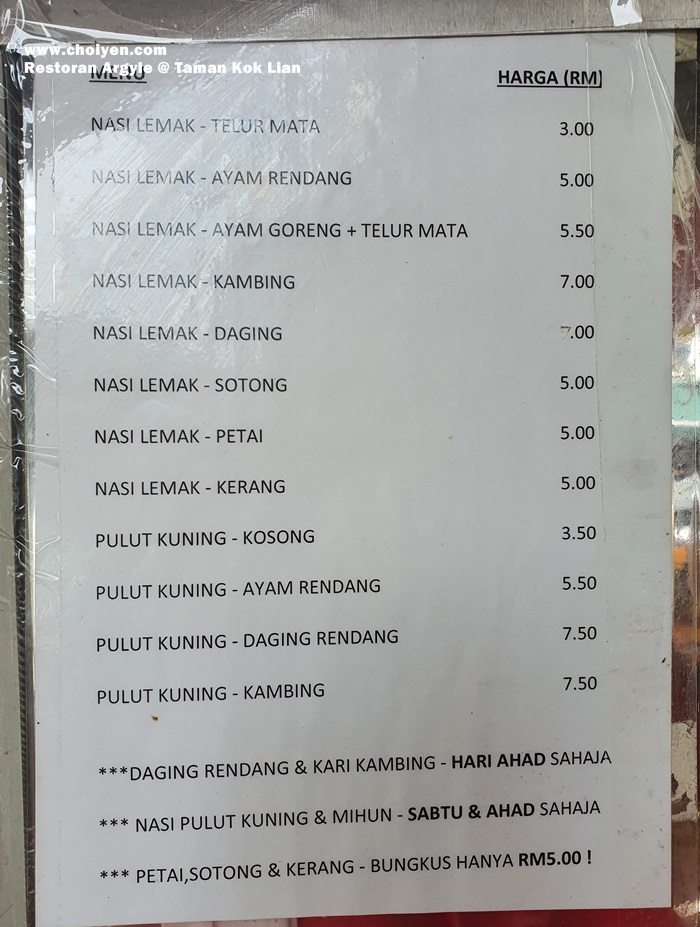 www.choiyen.com
Restoran Argyle @ Taman Kok Lian
MENU HARGA (RM)
NASI LEMAK - TELUR MATA 3.00
NASI LEMAK - AYAM RENDANG 5.00
NASI LEMAK - AYAM GORENG + TELUR MATA 5.50
NASI LEMAK - KAMBING 7.00
NASI LEMAK - DAGING 7.00
NASI LEMAK - SOTONG 5.00
NASI LEMAK - PETAI 5.00
NASI LEMAK - KERANG 5.00
PULUT KUNING - KOSONG 3.50
PULUT KUNING - AYAM RENDANG 5.50
PULUT KUNING - DAGING RENDANG 7.50
PULUT KUNING - KAMBING 7.50
***DAGING RENDANG & KARI KAMBING - HARI AHAD SAHAJA
*** NASI PULUT KUNING & MIHUN - SABTU & AHAD SAHAJA
*** PETAI,SOTONG & KERANG - BUNGKUS HANYA RM5.00 !